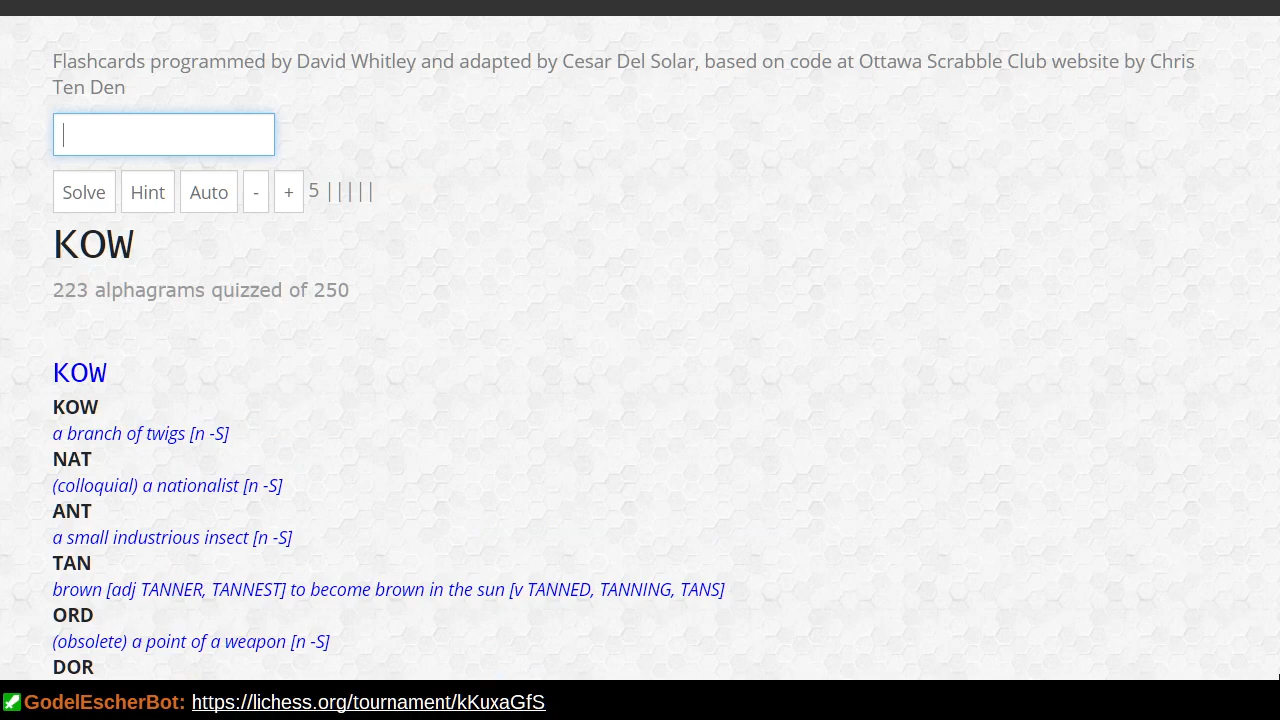 Flashcards programmed by David Whitley and adapted by Cesar Del Solar, based on code at Ottawa Scrabble Club website by Chris
Ten Den
Solve Hint Auto - + 5 |||||
KOW
223 alphagrams quizzed of 250
KOW
KOW
a branch of twigs [n -S]
NAT
(colloquial) a nationalist [n -S]
ANT
a small industrious insect [n -S]
TAN
brown [adj TANNER, TANNEST] to become brown in the sun [v TANNED, TANNING, TANS]
ORD
(obsolete) a point of a weapon [n -S]
DOR
GodelEscherBot: https://lichess.org/tournament/kKuxaGfS